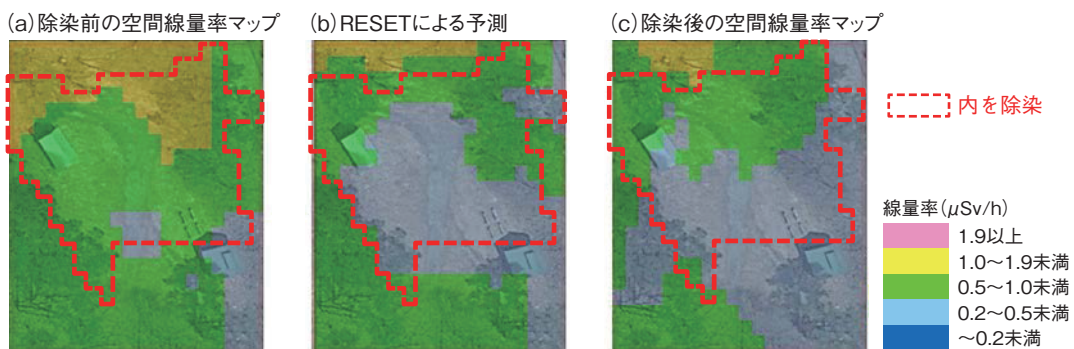 (a)除染前の空間線量率マップ
(b)RESETによる予測
(c)除染後の空間線量率マップ
内を除染
線量率(μSv/h)
1.9以上
1.0～1.9未満
0.5～1.0未満
0.2～0.5未満
～0.2未満